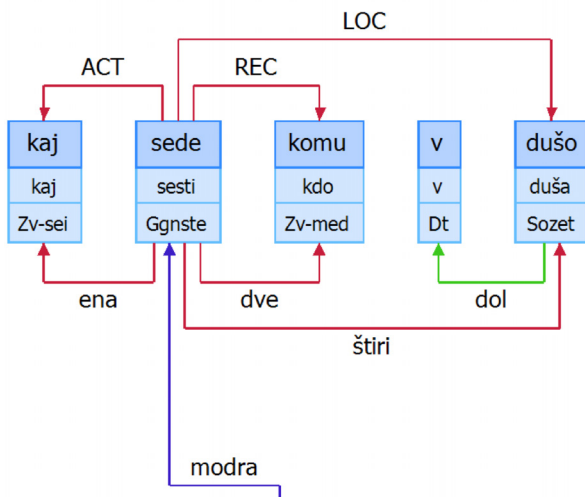 LOC
ACT REC
kaj sede komu v dušo
kaj sesti kdo v duša
Zv-sei Ggnste Zv-med Dt Sozet
ena dve dol
štiri
modra